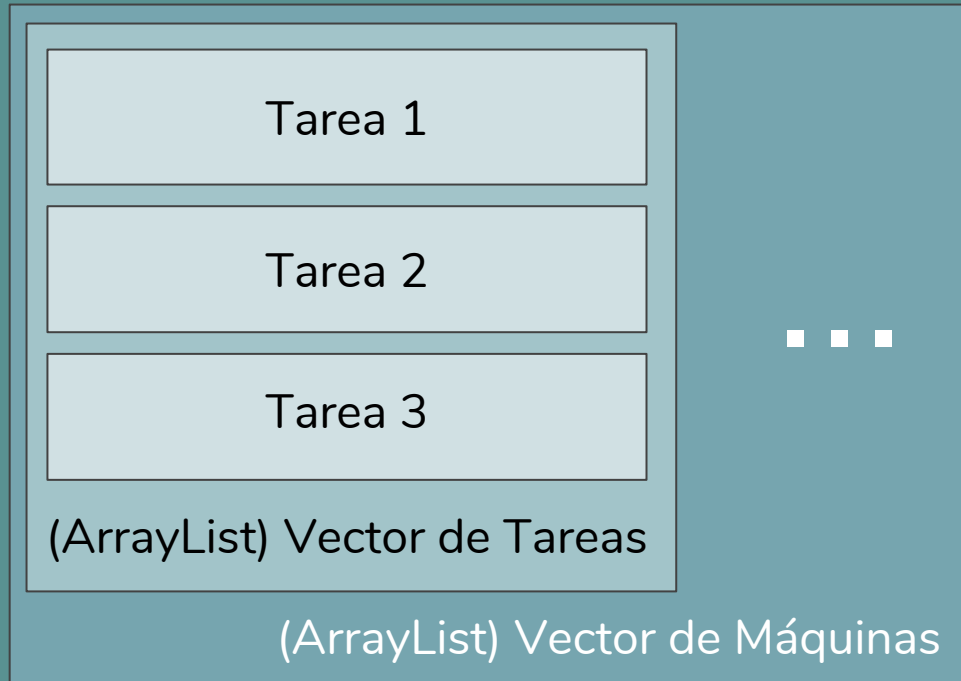 Tarea 1
Tarea 2
Tarea 3
(ArrayList) Vector de Tareas
...
(ArrayList) Vector de Máquinas